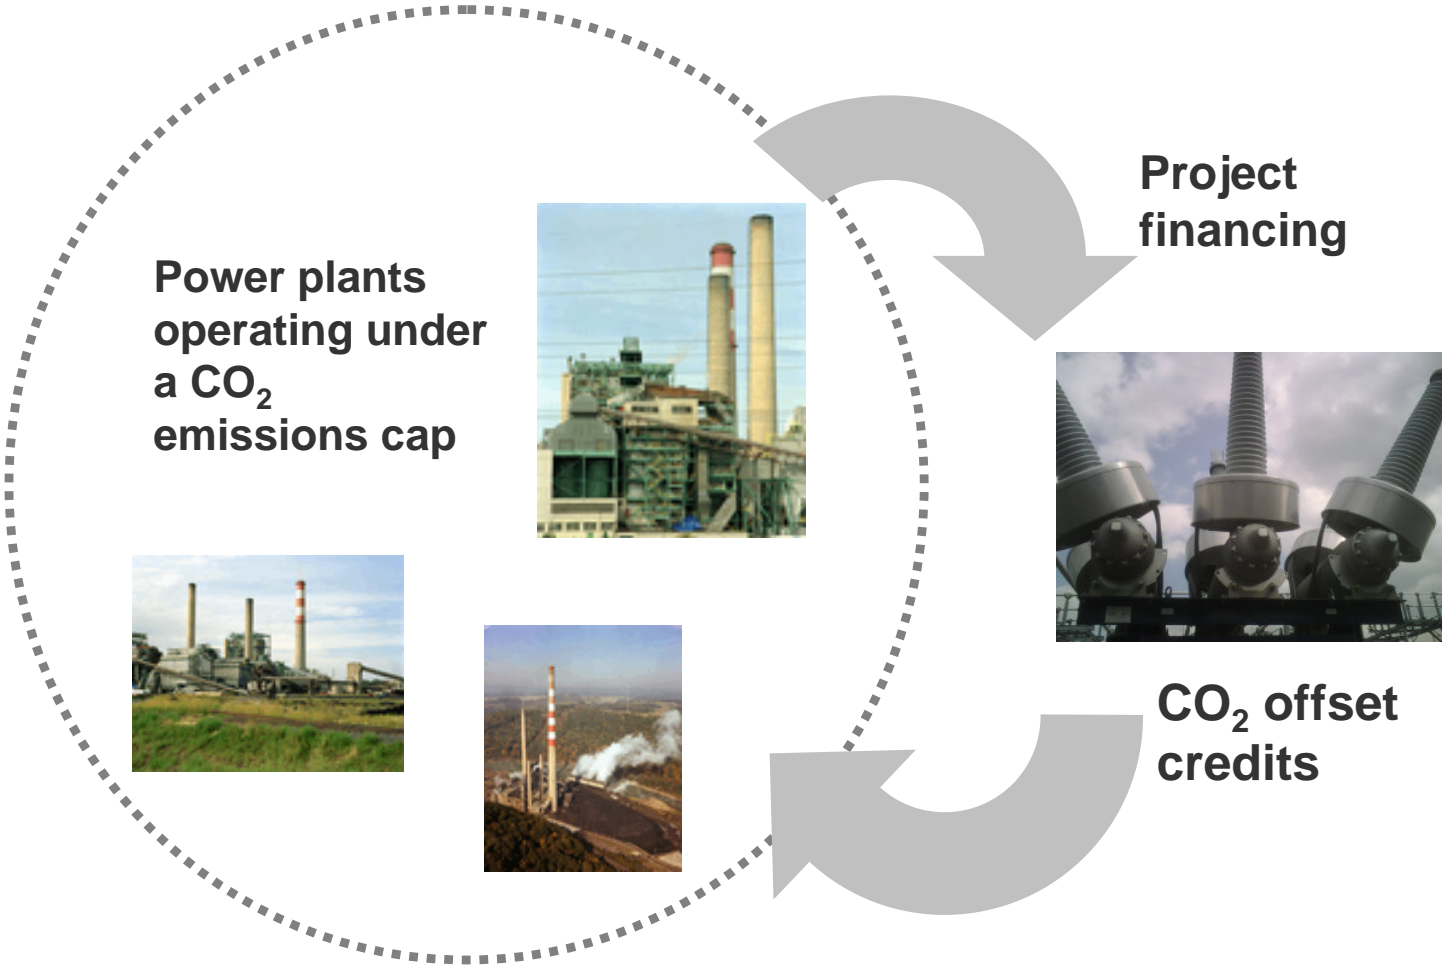 Power plants
operating under
a CO₂
emissions cap
Project
financing
CO₂ offset
credits